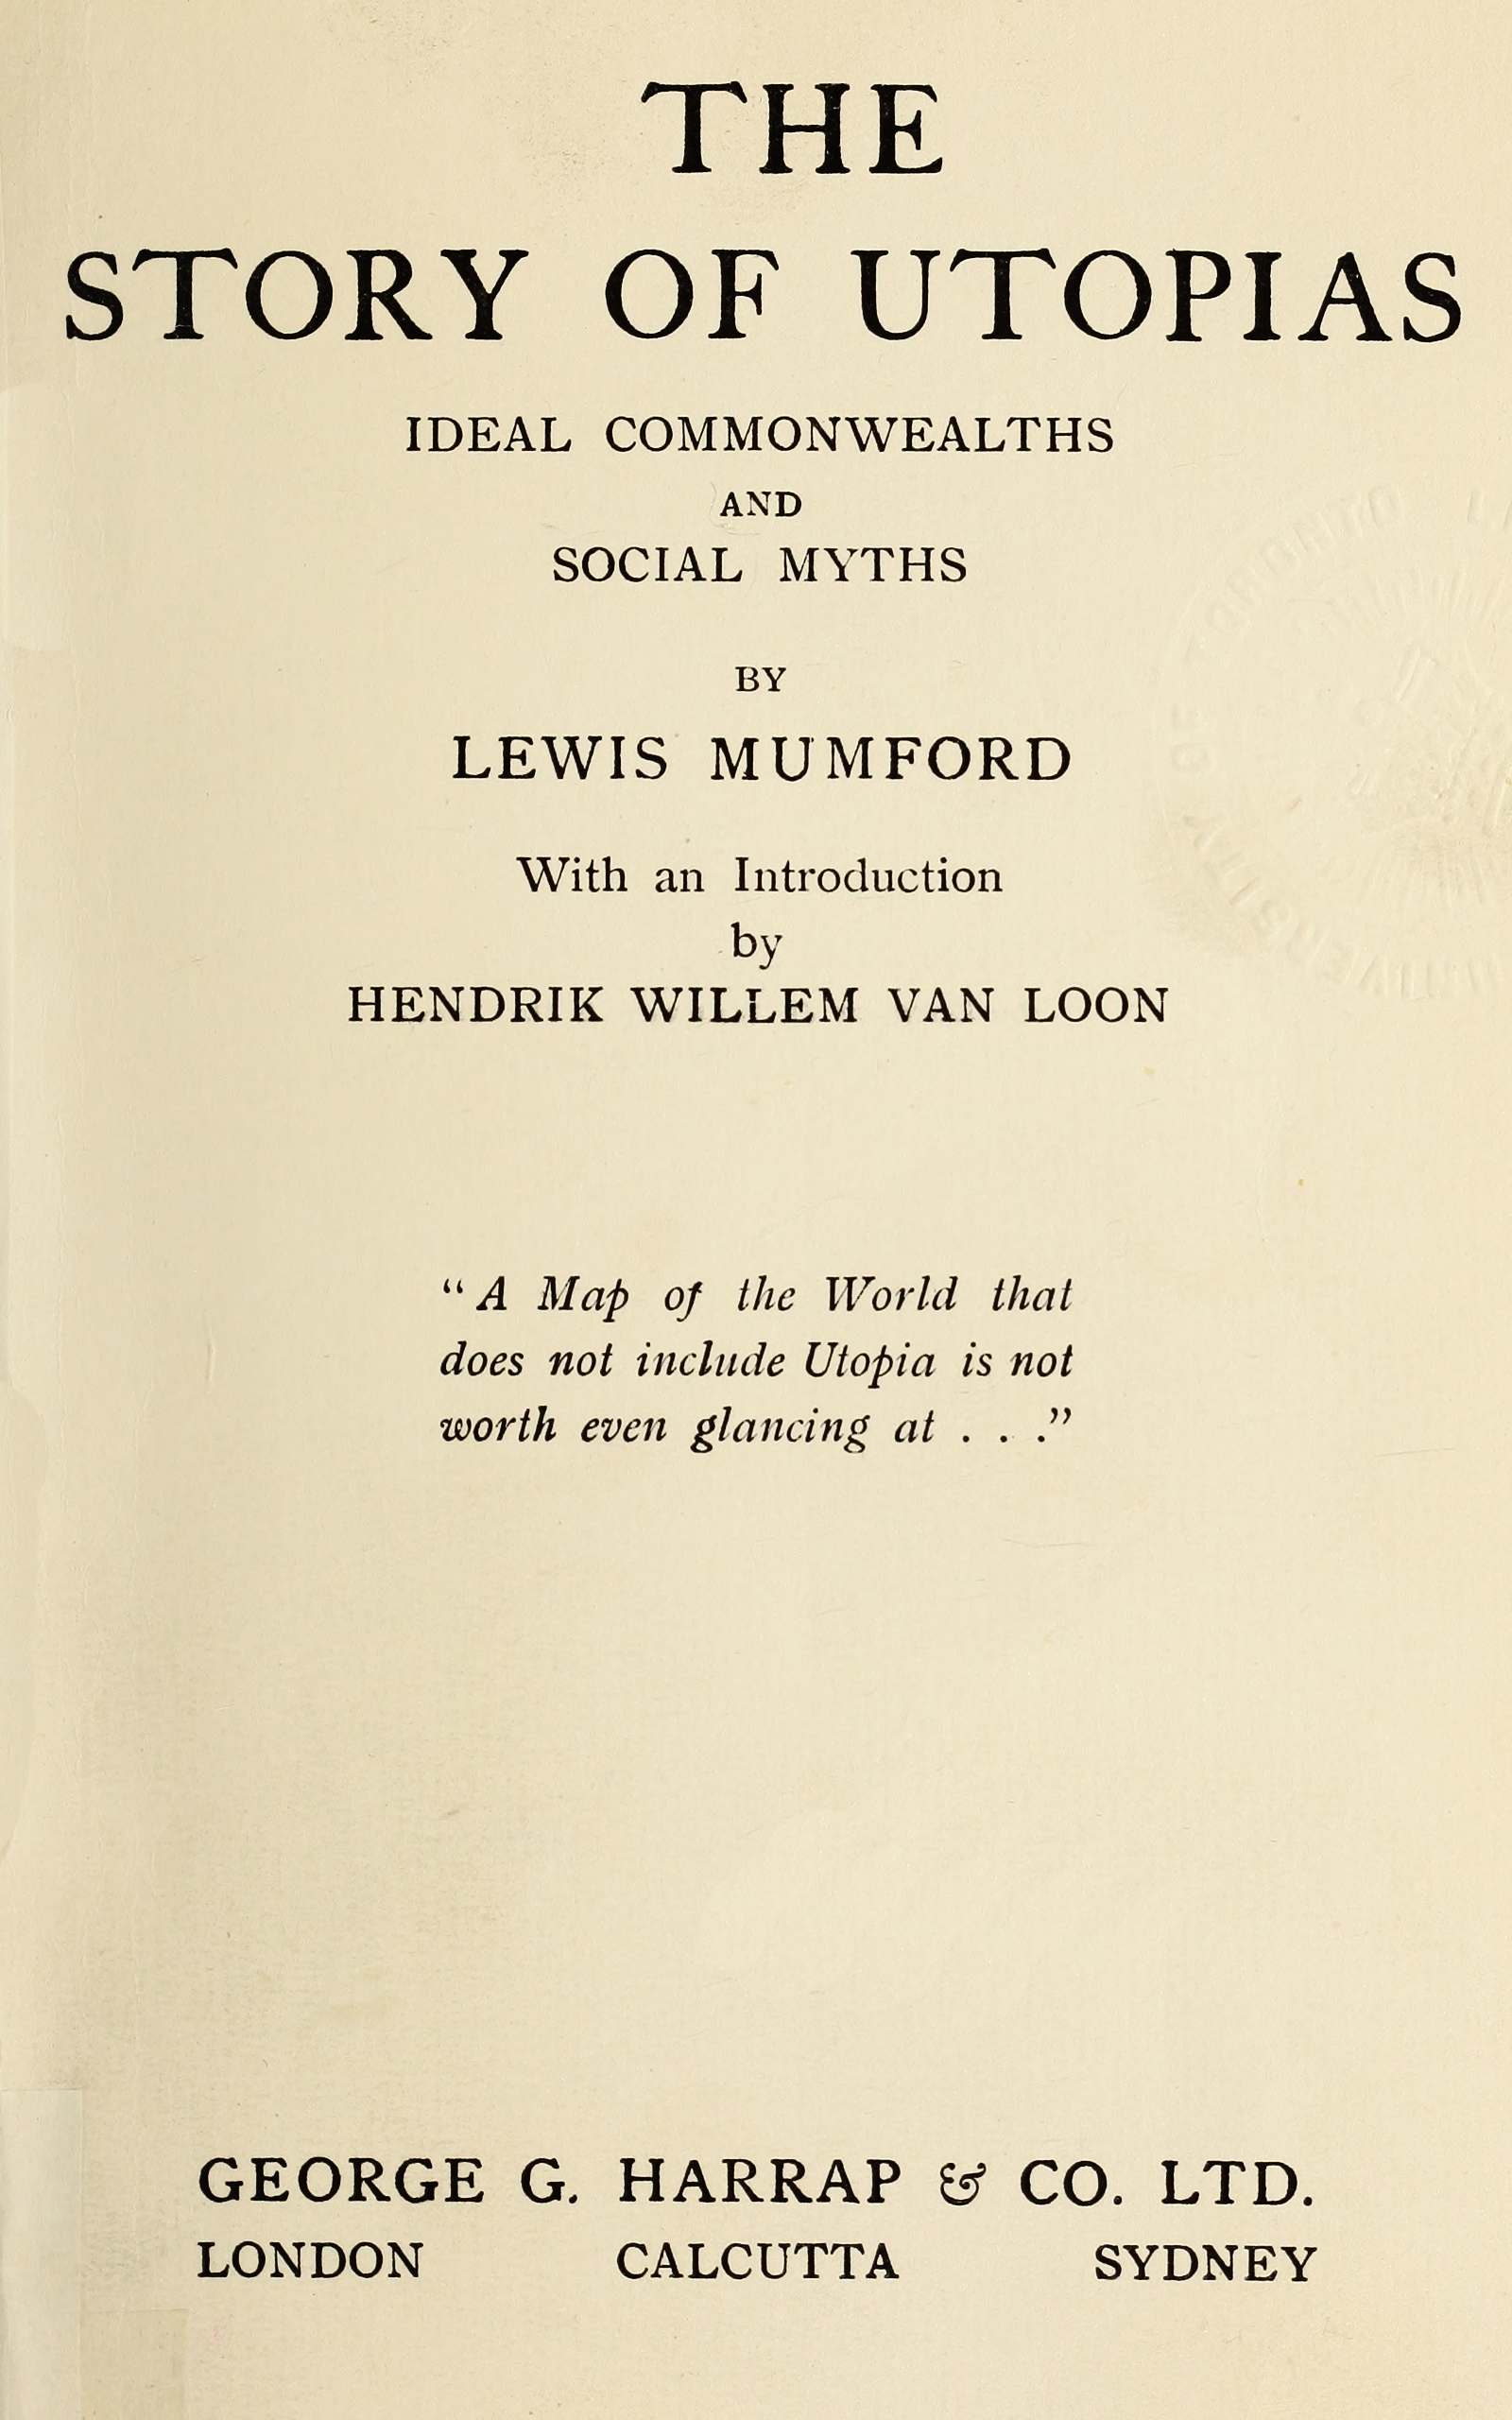 THE
STORY OF UTOPIAS
IDEAL COMMONWEALTHS
AND
SOCIAL MYTHS
BY
LEWIS MUMFORD
With an Introduction
by
HENDRIK WILLEM VAN LOON
“A Map of the World that
does not include Utopia is not
worth even glancing at . . .”
GEORGE G. HARRAP & CO. LTD.
LONDON CALCUTTA SYDNEY